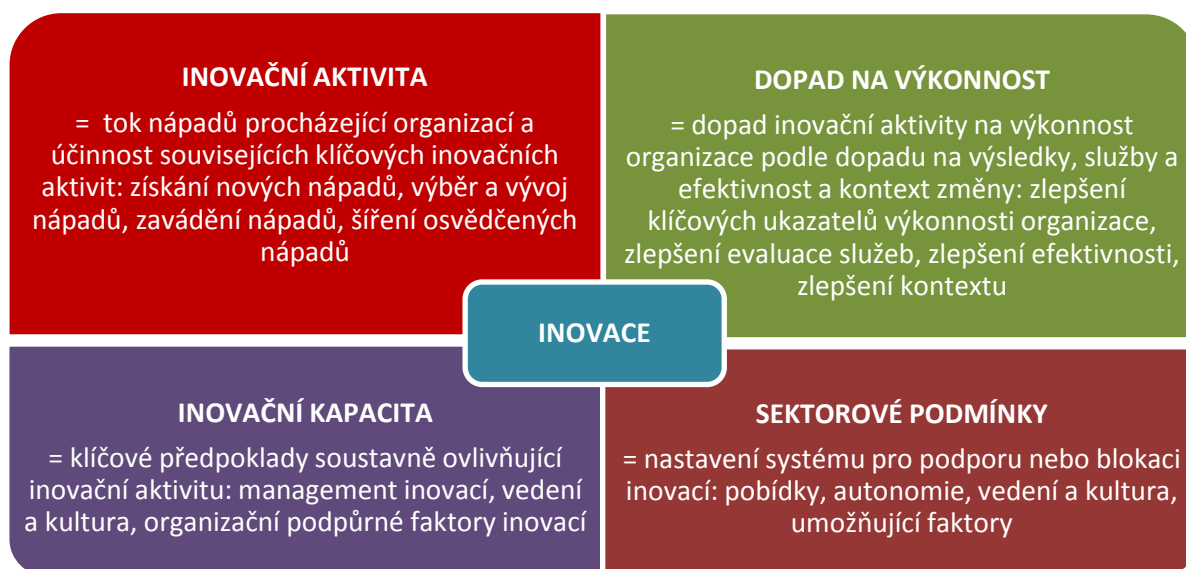 INOVAČNÍ AKTIVITA
= tok nápadů procházející organizací a
účinnost souvisejících klíčových inovačních
aktivit: získání nových nápadů, výběr a vývoj
nápadů, zavádění nápadů, šíření osvědčených
nápadů
DOPAD NA VÝKONNOST
= dopad inovační aktivity na výkonnost
organizace podle dopadu na výsledky, služby a
efektivnost a kontext změny: zlepšení
klíčových ukazatelů výkonnosti organizace,
zlepšení evaluace služeb, zlepšení efektivnosti,
zlepšení kontextu
INOVACE
INOVAČNÍ KAPACITA
= klíčové předpoklady soustavně ovlivňující
inovační aktivitu: management inovací, vedení
a kultura, organizační podpůrné faktory inovací
SEKTOROVÉ PODMÍNKY
= nastavení systému pro podporu nebo blokaci
inovací: pobídky, autonomie, vedení a kultura,
umožňující faktory